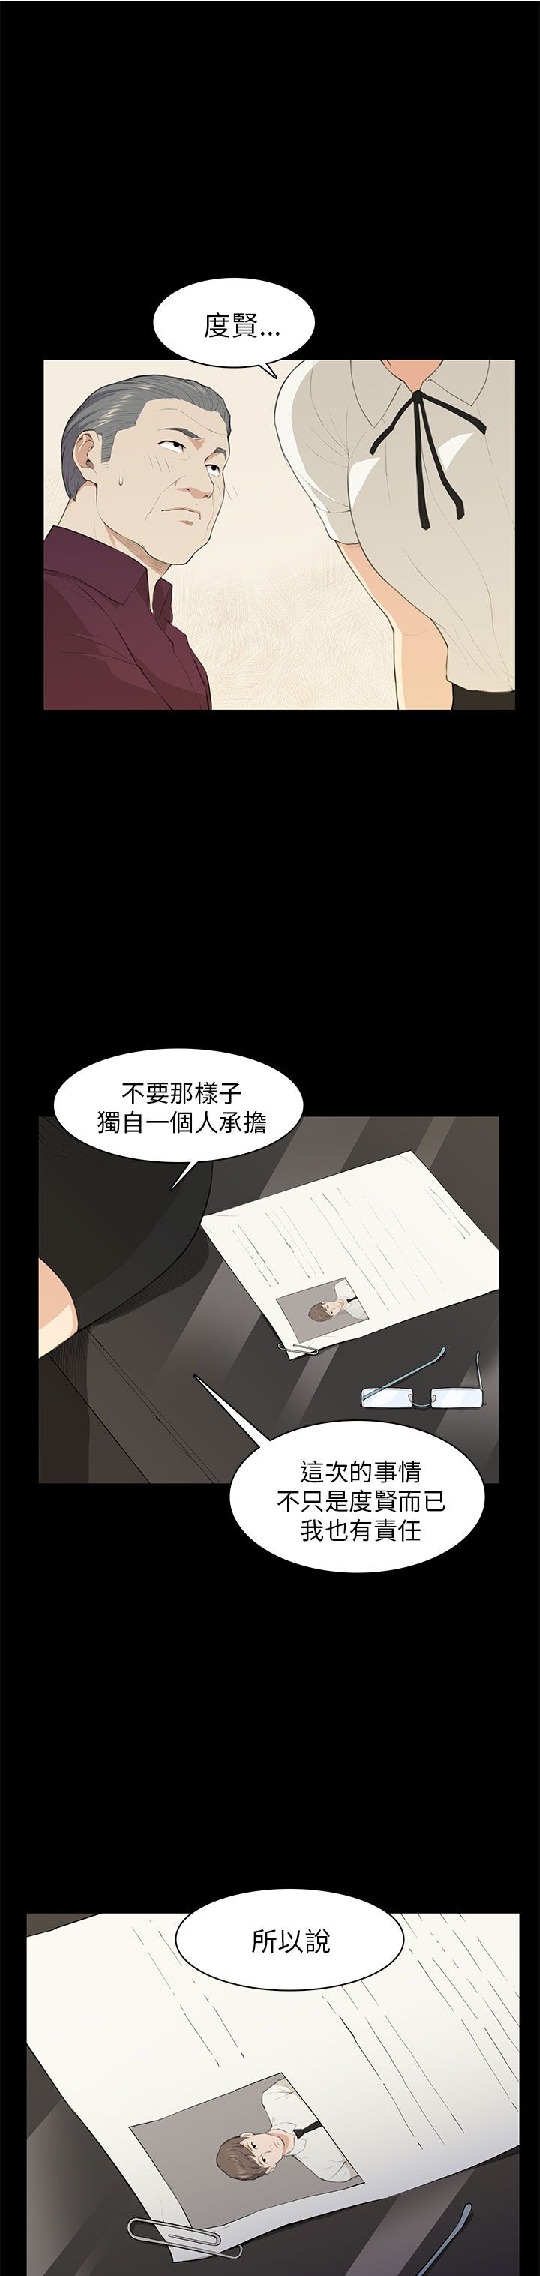 度賢...
不要那樣子
獨自一個人承擔
這次的事情
不只是度賢而已
我也有責任
所以說